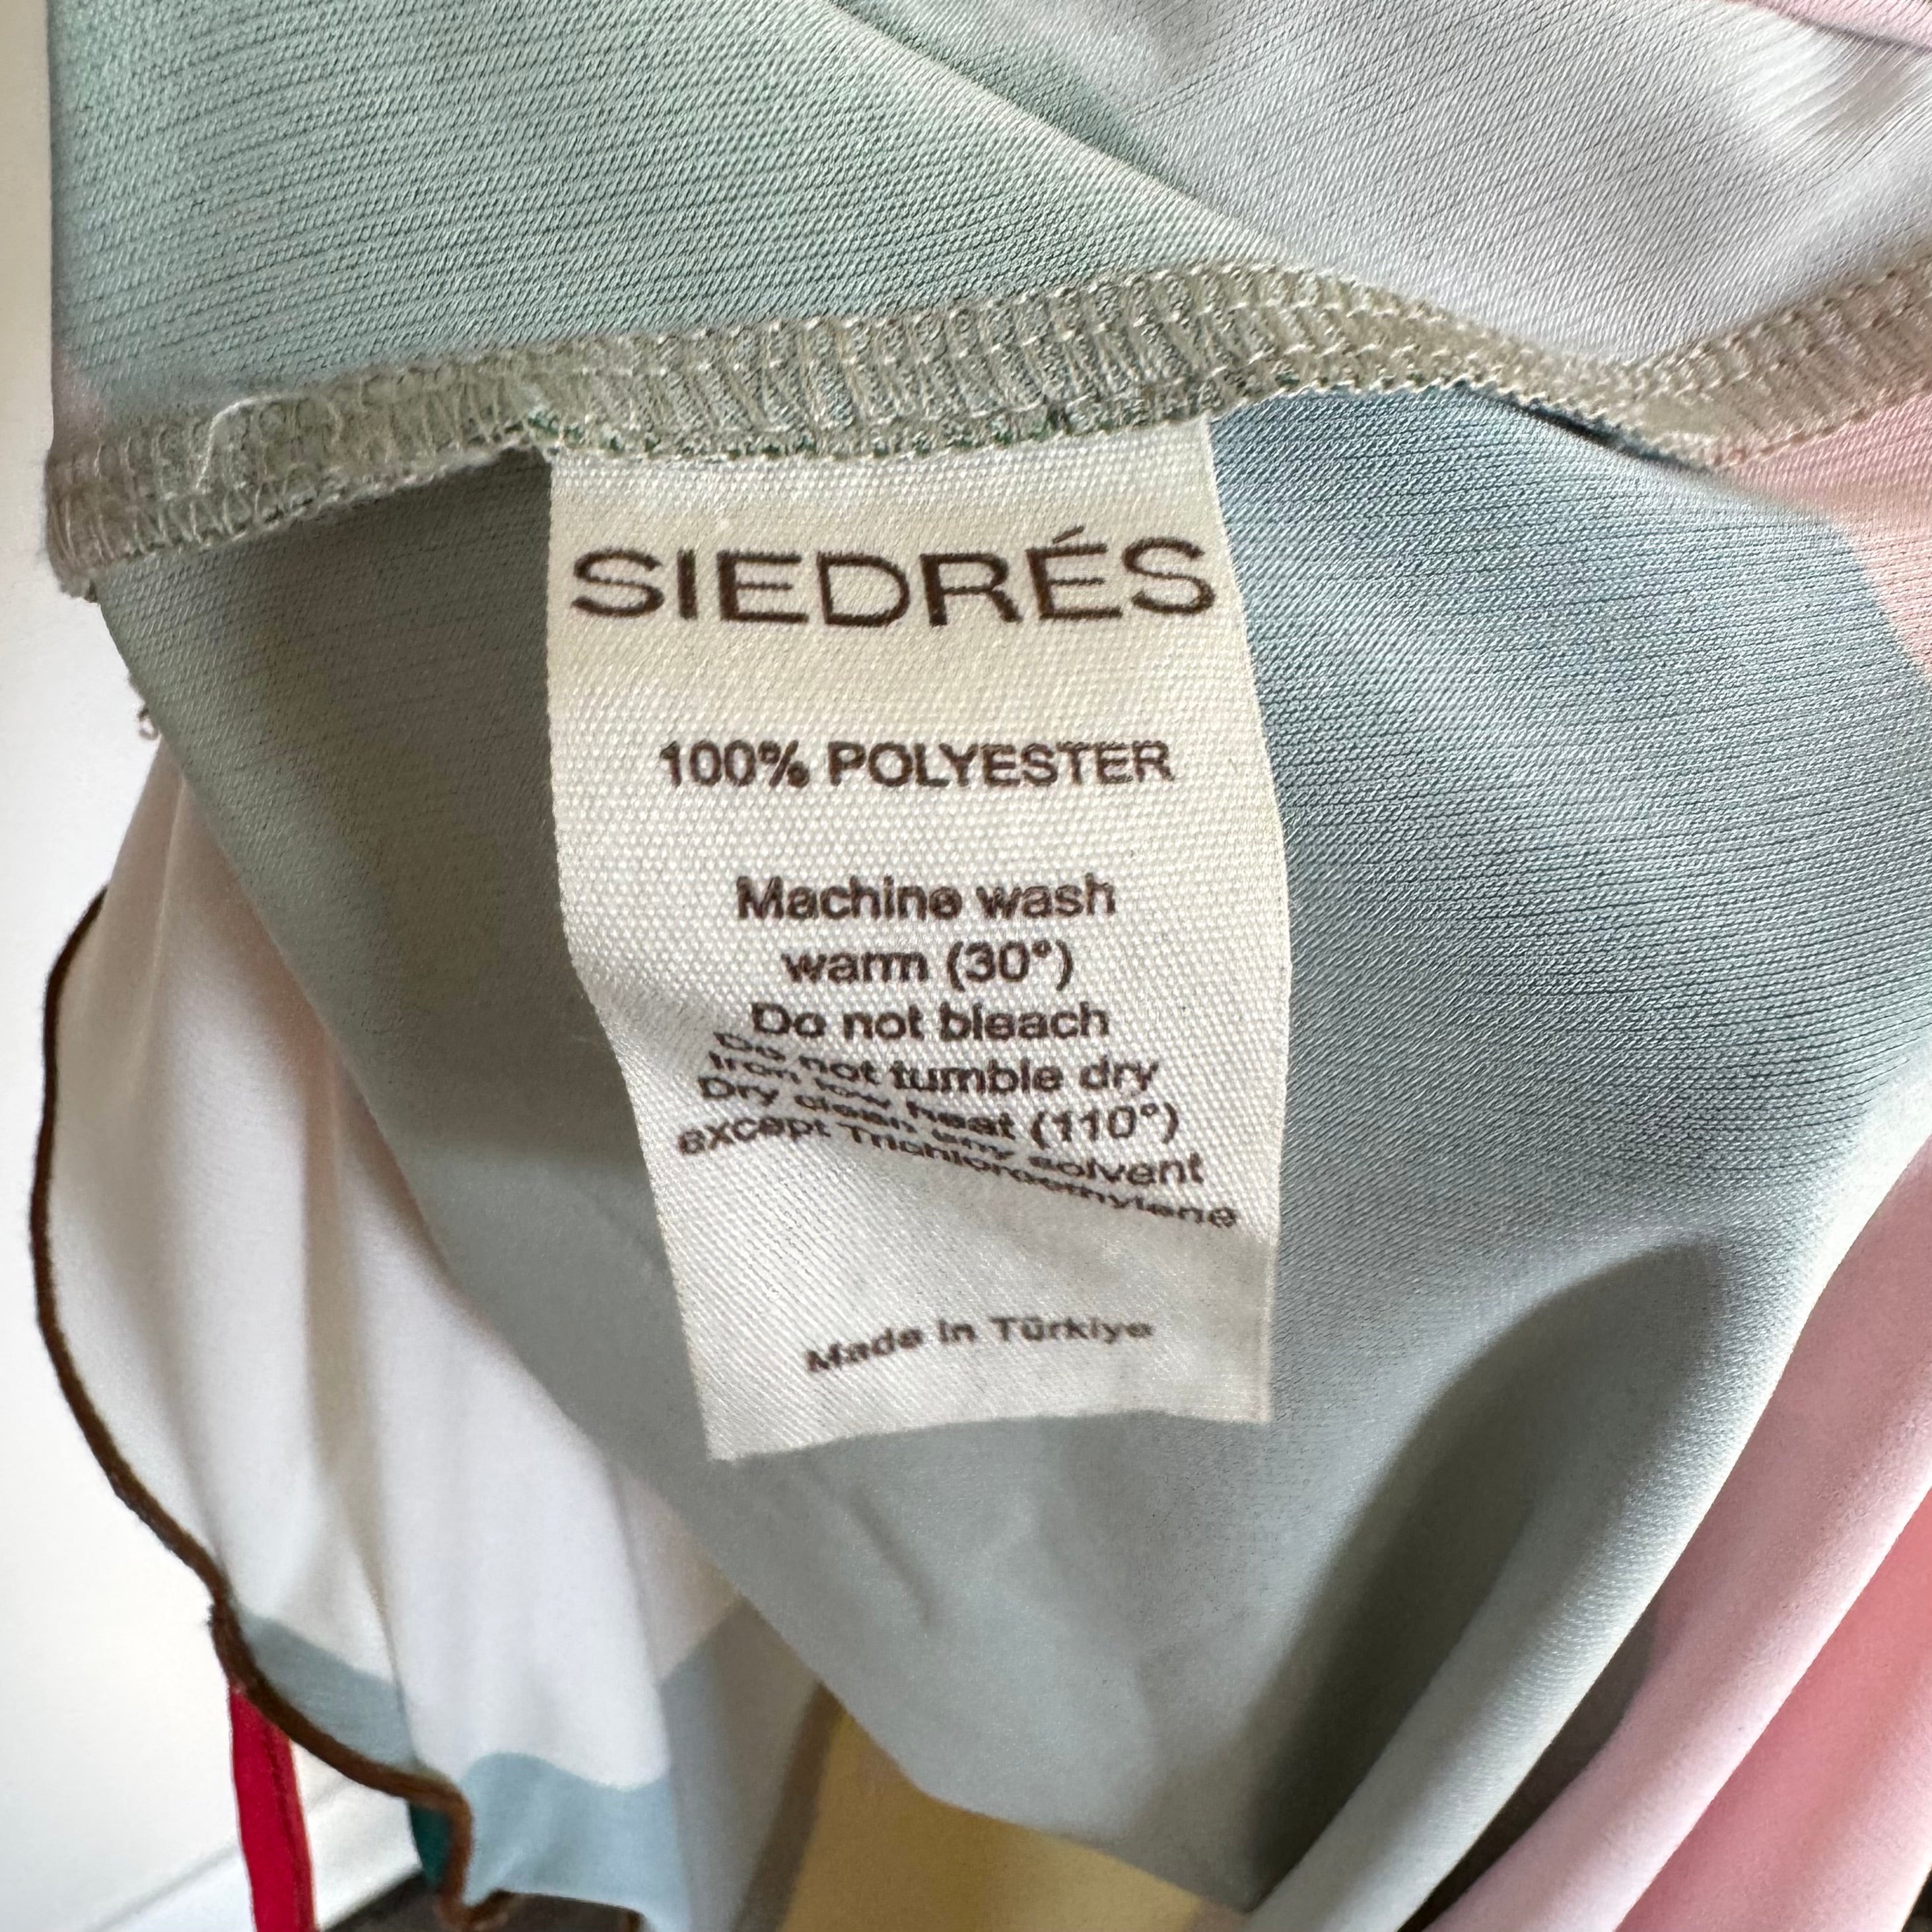 SIEDRÉS
100% POLYESTER
Machine wash
warm (30°)
Do not bleach
Do not tumble dry
Iron low heat (110°)
Dry clean any solvent
except Trichloroethylene
Made in Türkiye